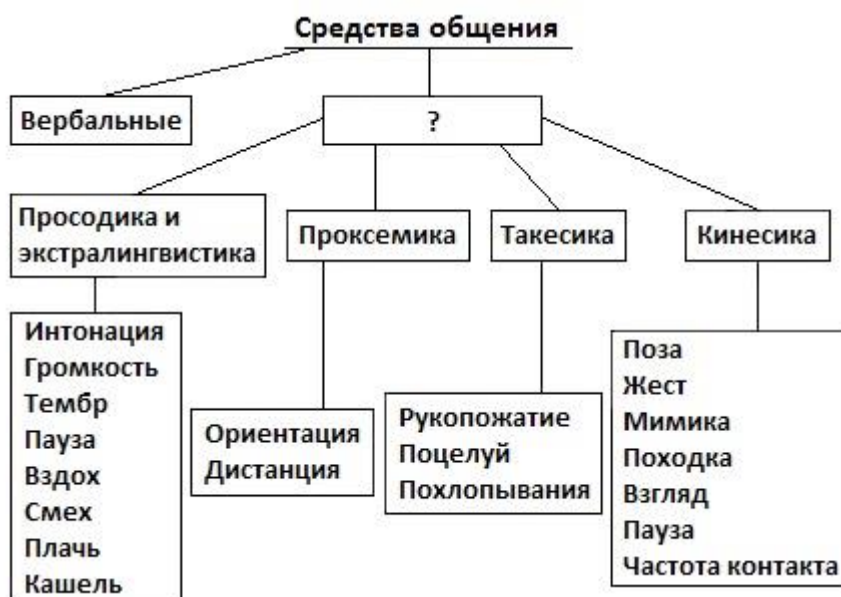 Средства общения
Вербальные
?
Просодика и
экстралингвистика
Проксемика
Такесика
Кинесика
Интонация
Громкость
Тембр
Пауза
Вздох
Смех
Плачь
Кашель
Ориентация
Дистанция
Рукопожатие
Поцелуй
Похлопывания
Поза
Жест
Мимика
Походка
Взгляд
Пауза
Частота контакта